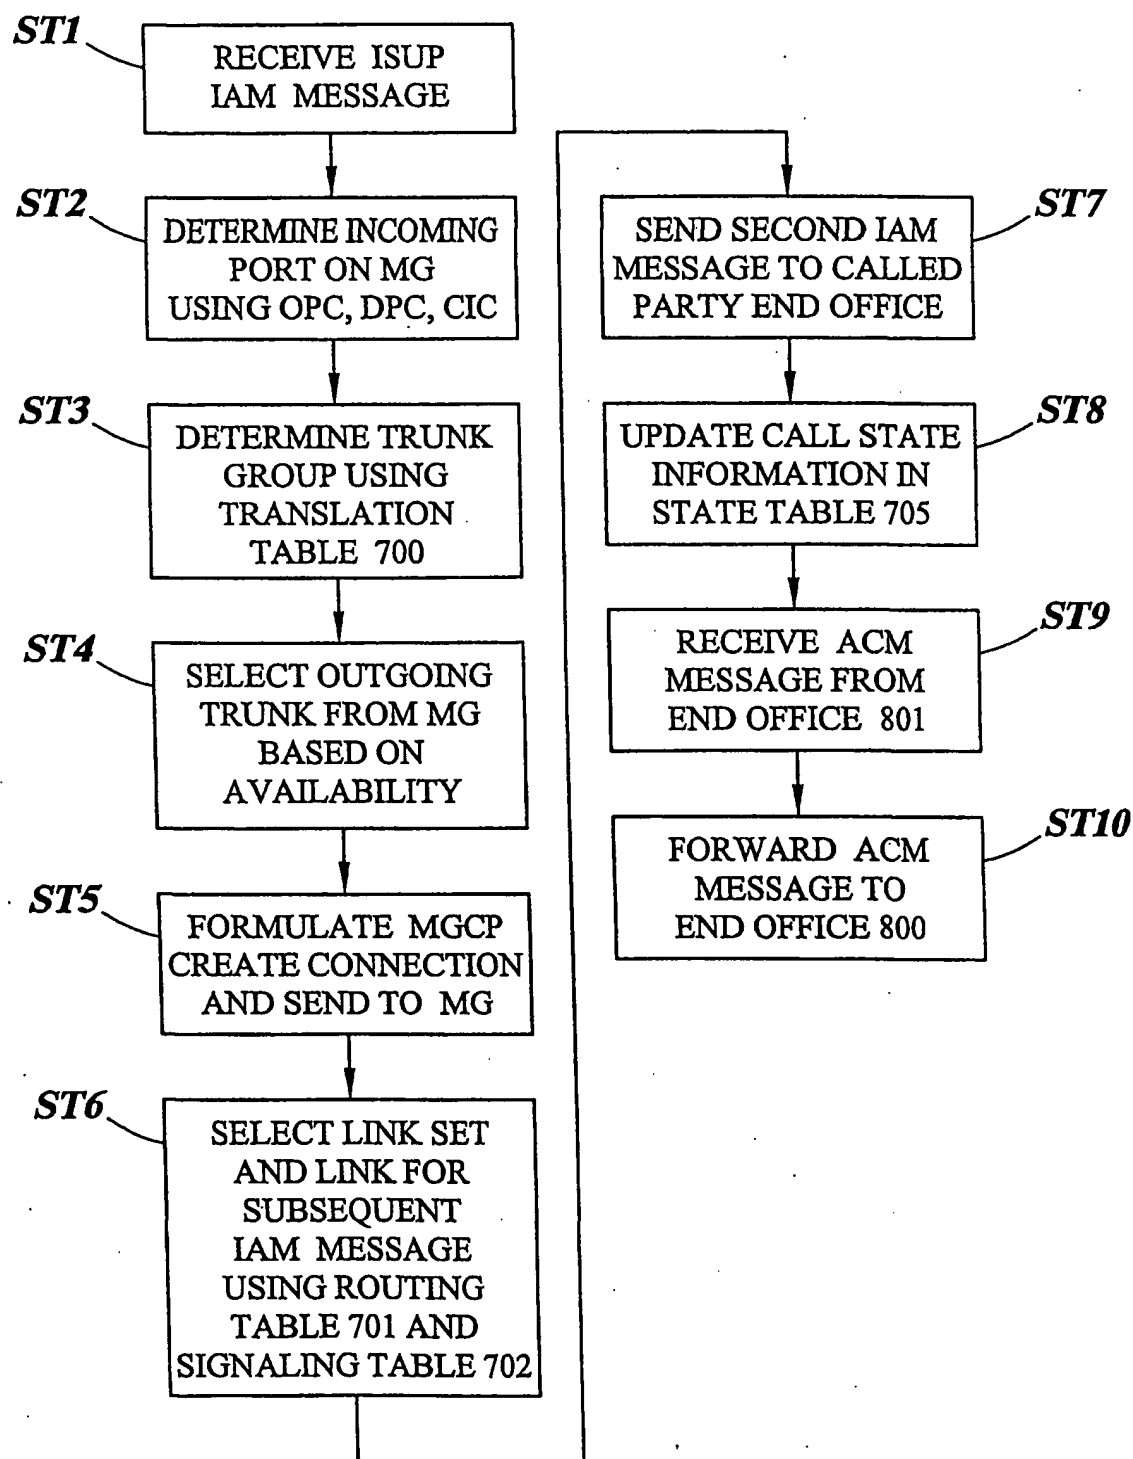 ST1
RECEIVE ISUP
IAM MESSAGE
ST2
DETERMINE INCOMING
PORT ON MG
USING OPC, DPC, CIC
ST3
DETERMINE TRUNK
GROUP USING
TRANSLATION
TABLE 700
ST4
SELECT OUTGOING
TRUNK FROM MG
BASED ON
AVAILABILITY
ST5
FORMULATE MGCP
CREATE CONNECTION
AND SEND TO MG
ST6
SELECT LINK SET
AND LINK FOR
SUBSEQUENT
IAM MESSAGE
USING ROUTING
TABLE 701 AND
SIGNALING TABLE 702
ST7
SEND SECOND IAM
MESSAGE TO CALLED
PARTY END OFFICE
ST8
UPDATE CALL STATE
INFORMATION IN
STATE TABLE 705
ST9
RECEIVE ACM
MESSAGE FROM
END OFFICE 801
ST10
FORWARD ACM
MESSAGE TO
END OFFICE 800